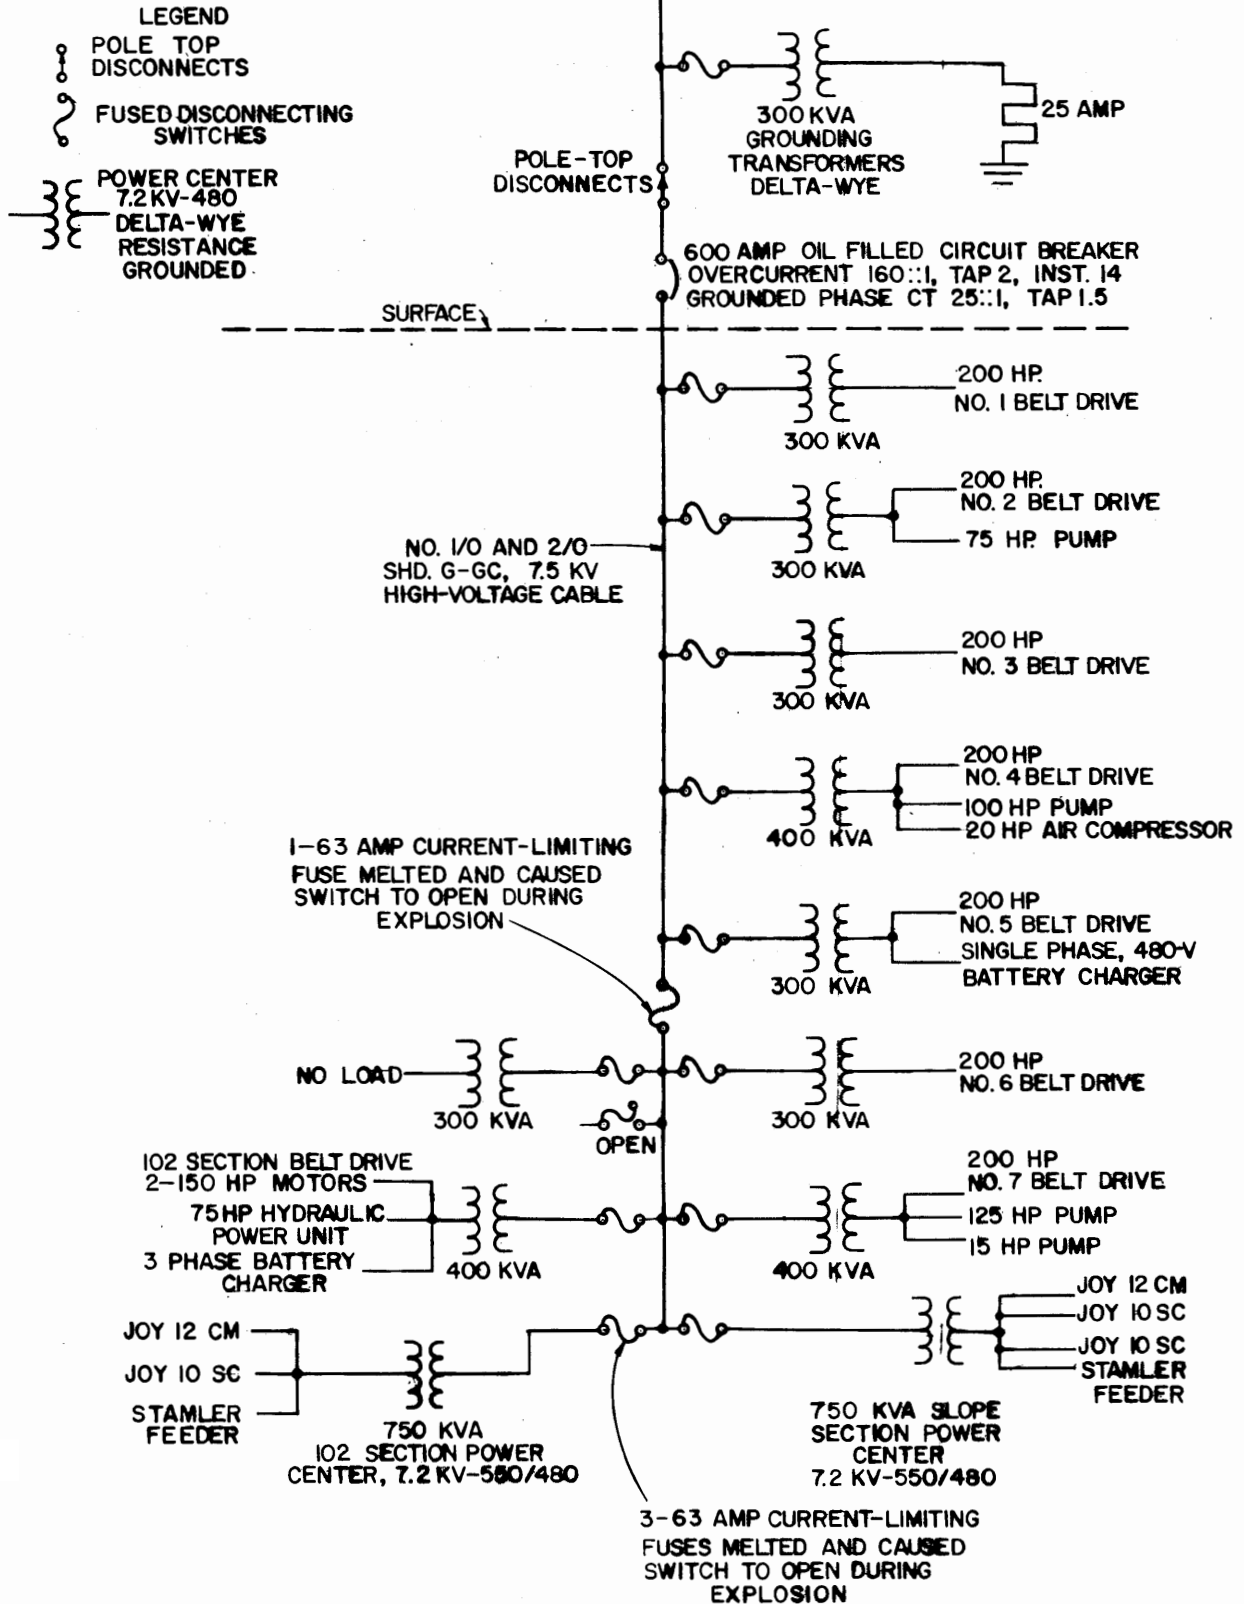 LEGEND
POLE TOP
DISCONNECTS
FUSED DISCONNECTING
SWITCHES
POWER CENTER
7.2 KV-480
DELTA-WYE
RESISTANCE
GROUNDED
300 KVA
GROUNDING
TRANSFORMERS
DELTA-WYE
25 AMP
POLE-TOP
DISCONNECTS
600 AMP OIL FILLED CIRCUIT BREAKER
OVERCURRENT 160::1, TAP 2, INST. 14
GROUNDED PHASE CT 25::1, TAP 1.5
SURFACE
200 HP.
NO. 1 BELT DRIVE
300 KVA
200 HP.
NO. 2 BELT DRIVE
75 HP. PUMP
300 KVA
NO. 1/0 AND 2/0
SHD. G-GC, 7.5 KV
HIGH-VOLTAGE CABLE
200 HP
NO. 3 BELT DRIVE
300 KVA
200 HP
NO. 4 BELT DRIVE
100 HP PUMP
20 HP AIR COMPRESSOR
400 KVA
1-63 AMP CURRENT-LIMITING
FUSE MELTED AND CAUSED
SWITCH TO OPEN DURING
EXPLOSION
200 HP
NO. 5 BELT DRIVE
SINGLE PHASE, 480-V
BATTERY CHARGER
300 KVA
NO LOAD
300 KVA
200 HP
NO. 6 BELT DRIVE
300 KVA
OPEN
102 SECTION BELT DRIVE
2-150 HP MOTORS
75 HP HYDRAULIC
POWER UNIT
3 PHASE BATTERY
CHARGER
400 KVA
200 HP
NO. 7 BELT DRIVE
125 HP PUMP
15 HP PUMP
400 KVA
JOY 12 CM
JOY 10 SC
STAMLER
FEEDER
750 KVA
102 SECTION POWER
CENTER, 7.2 KV-550/480
JOY 12 CM
JOY 10 SC
JOY 10 SC
STAMLER
FEEDER
750 KVA SLOPE
SECTION POWER
CENTER
7.2 KV-550/480
3-63 AMP CURRENT-LIMITING
FUSES MELTED AND CAUSED
SWITCH TO OPEN DURING
EXPLOSION